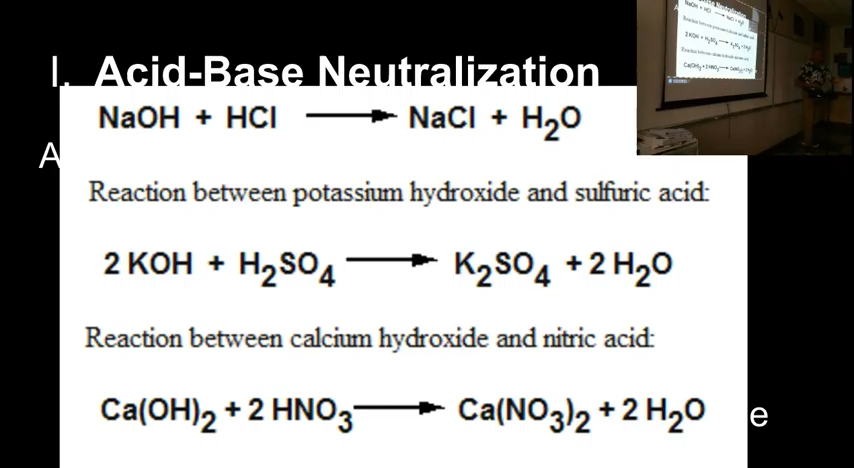 I. Acid-Base Neutralization
NaOH + HCl → NaCl + H₂O
A
Reaction between potassium hydroxide and sulfuric acid:
2 KOH + H₂SO₄ → K₂SO₄ + 2 H₂O
Reaction between calcium hydroxide and nitric acid:
Ca(OH)₂ + 2 HNO₃ → Ca(NO₃)₂ + 2 H₂O
e